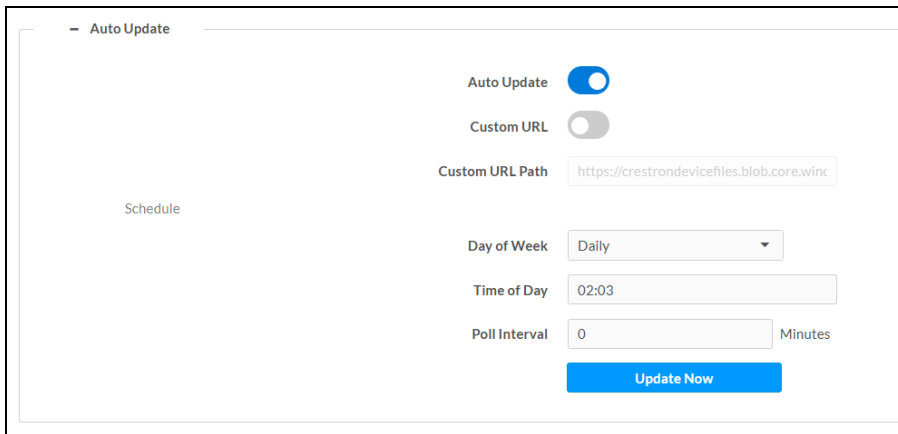 − Auto Update
Auto Update
Custom URL
Custom URL Path https://crestrondevicefiles.blob.core.winc
Schedule
Day of Week Daily
Time of Day 02:03
Poll Interval 0 Minutes
Update Now